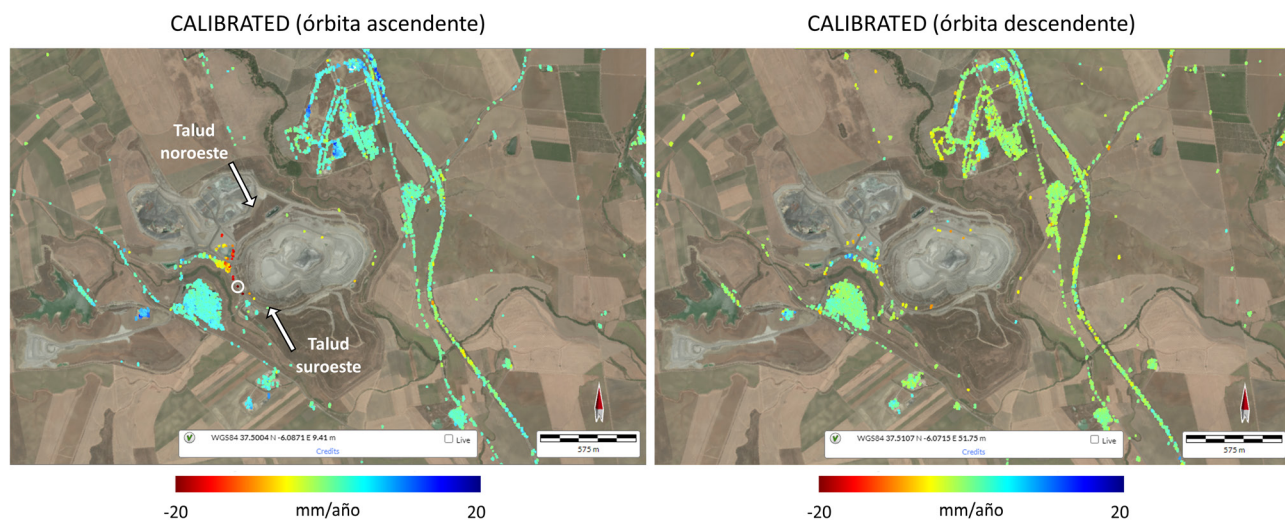 CALIBRATED (órbita ascendente)
Talud
noroeste
Talud
suroeste
WGS84 37.5004 N -6.0871 E 9.41 m
Live
Credits
575 m
-20
mm/año
20
CALIBRATED (órbita descendente)
WGS84 37.5107 N -6.0715 E 51.75 m
Live
Credits
575 m
-20
mm/año
20